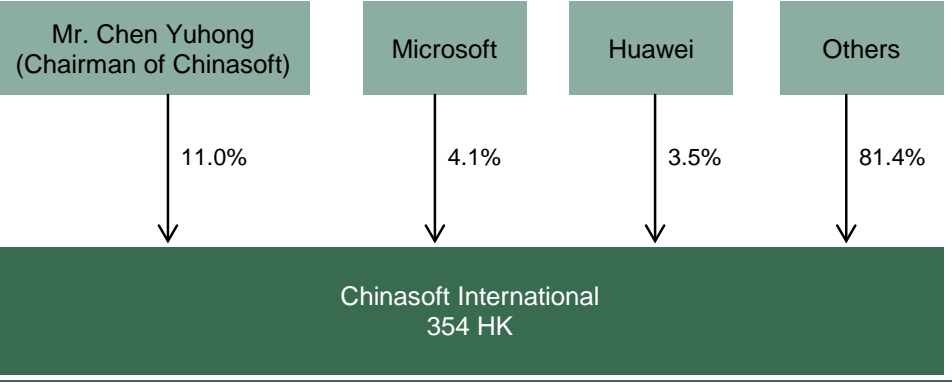 Mr. Chen Yuhong
(Chairman of Chinasoft)
Microsoft
Huawei
Others
11.0%
4.1%
3.5%
81.4%
Chinasoft International
354 HK